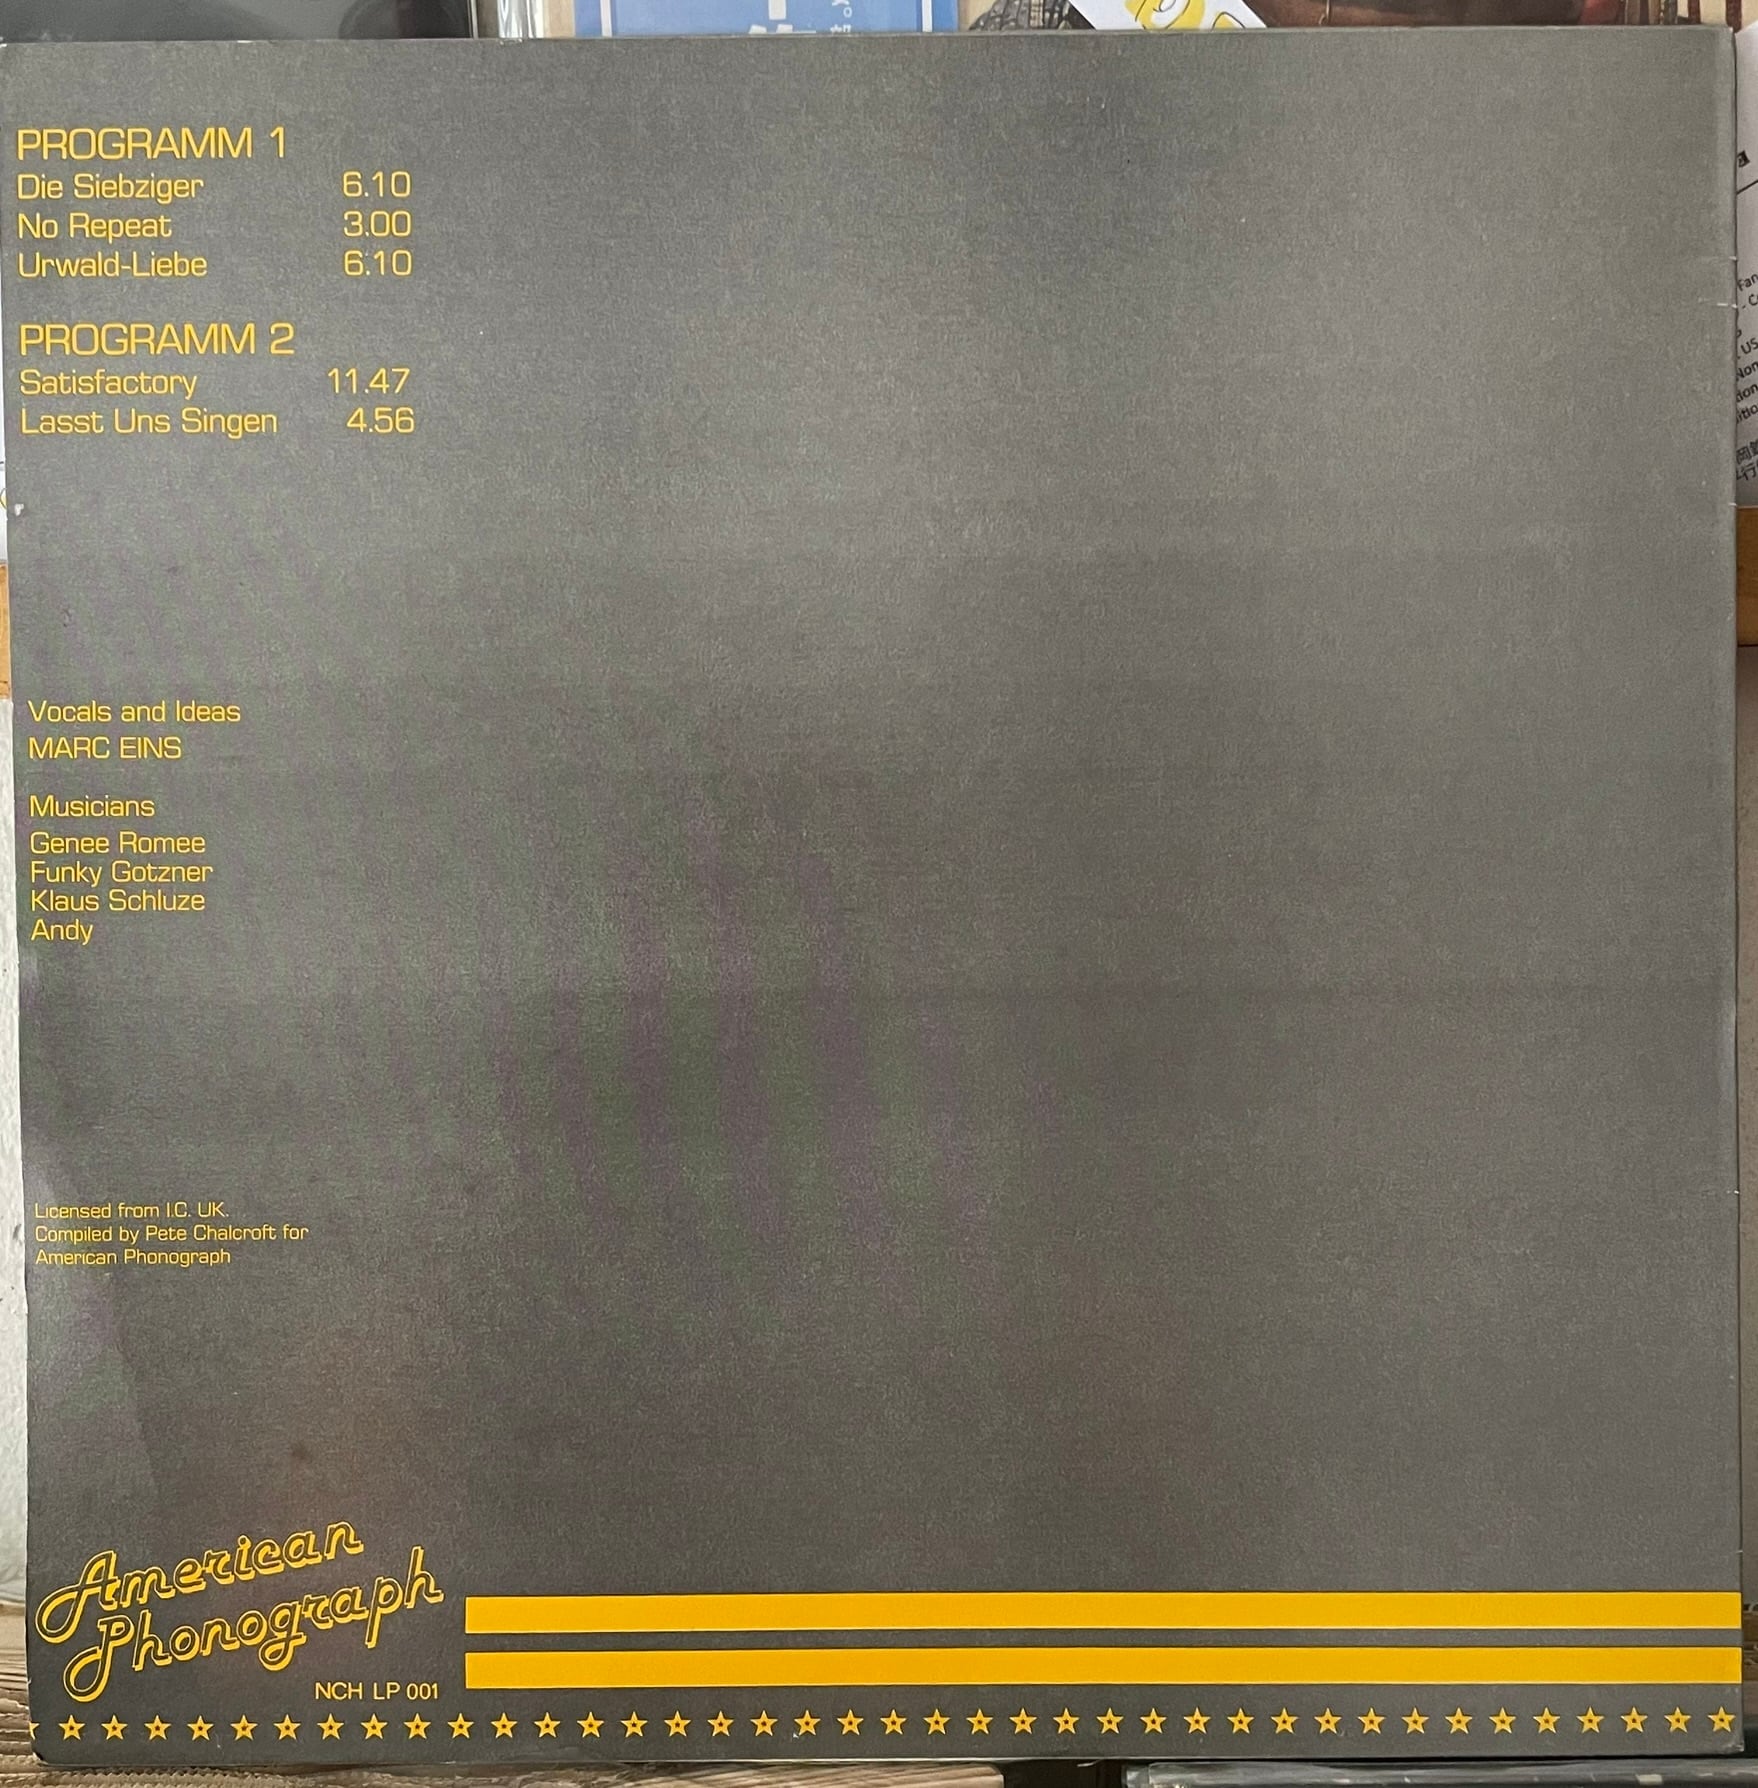 PROGRAMM 1
Die Siebziger 6.10
No Repeat 3.00
Urwald-Liebe 6.10
PROGRAMM 2
Satisfactory 11.47
Lasst Uns Singen 4.56
Vocals and Ideas
MARC EINS
Musicians
Genee Romee
Funky Gotzner
Klaus Schluze
Andy
Licensed from I.C. UK.
Compiled by Pete Chalcroft for
American Phonograph
American
Phonograph
NCH LP 001